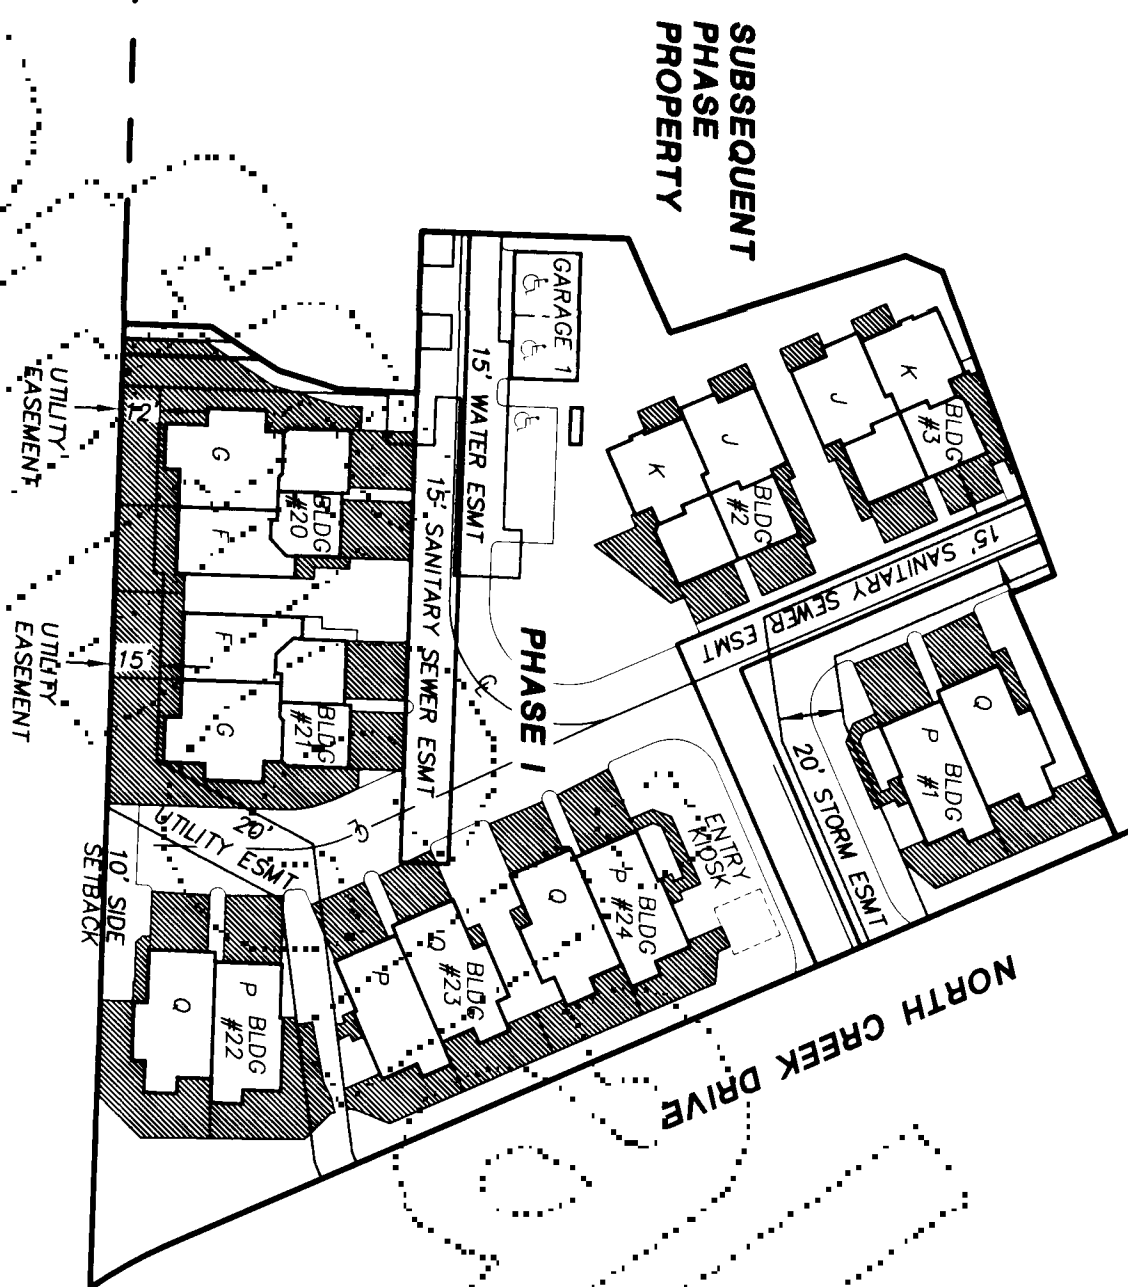 SUBSEQUENT
PHASE
PROPERTY
GARAGE 1
15' WATER ESMT
15' SANITARY SEWER ESMT
K
J
BLDG
#3
J
K
BLDG
#2
15' SANITARY SEWER ESMT
UTILITY
EASEMENT
12'
G
F
BLDG
#20
UTILITY
EASEMENT
15'
F
G
BLDG
#21
PHASE I
Q
P
BLDG
#1
20' STORM ESMT
ENTRY
KIOSK
20'
UTILITY ESMT
10' SIDE
SETBACK
Q
P
BLDG
#24
Q
P
BLDG
#23
Q
P
BLDG
#22
NORTH CREEK DRIVE